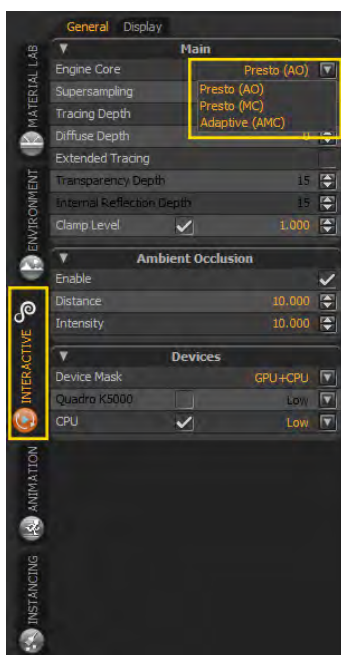 General Display
Main
Engine Core Presto (AO)
Supersampling Presto (AO)
Tracing Depth Presto (MC)
Adaptive (AMC)
Diffuse Depth 0
Extended Tracing
Transparency Depth 15
Internal Reflection Depth 15
Clamp Level 1.000
Ambient Occlusion
Enable
Distance 10.000
Intensity 10.000
Devices
Device Mask GPU+CPU
Quadro K5000 Low
CPU Low
MATERIAL LAB
ENVIRONMENT
INTERACTIVE
ANIMATION
INSTANCING